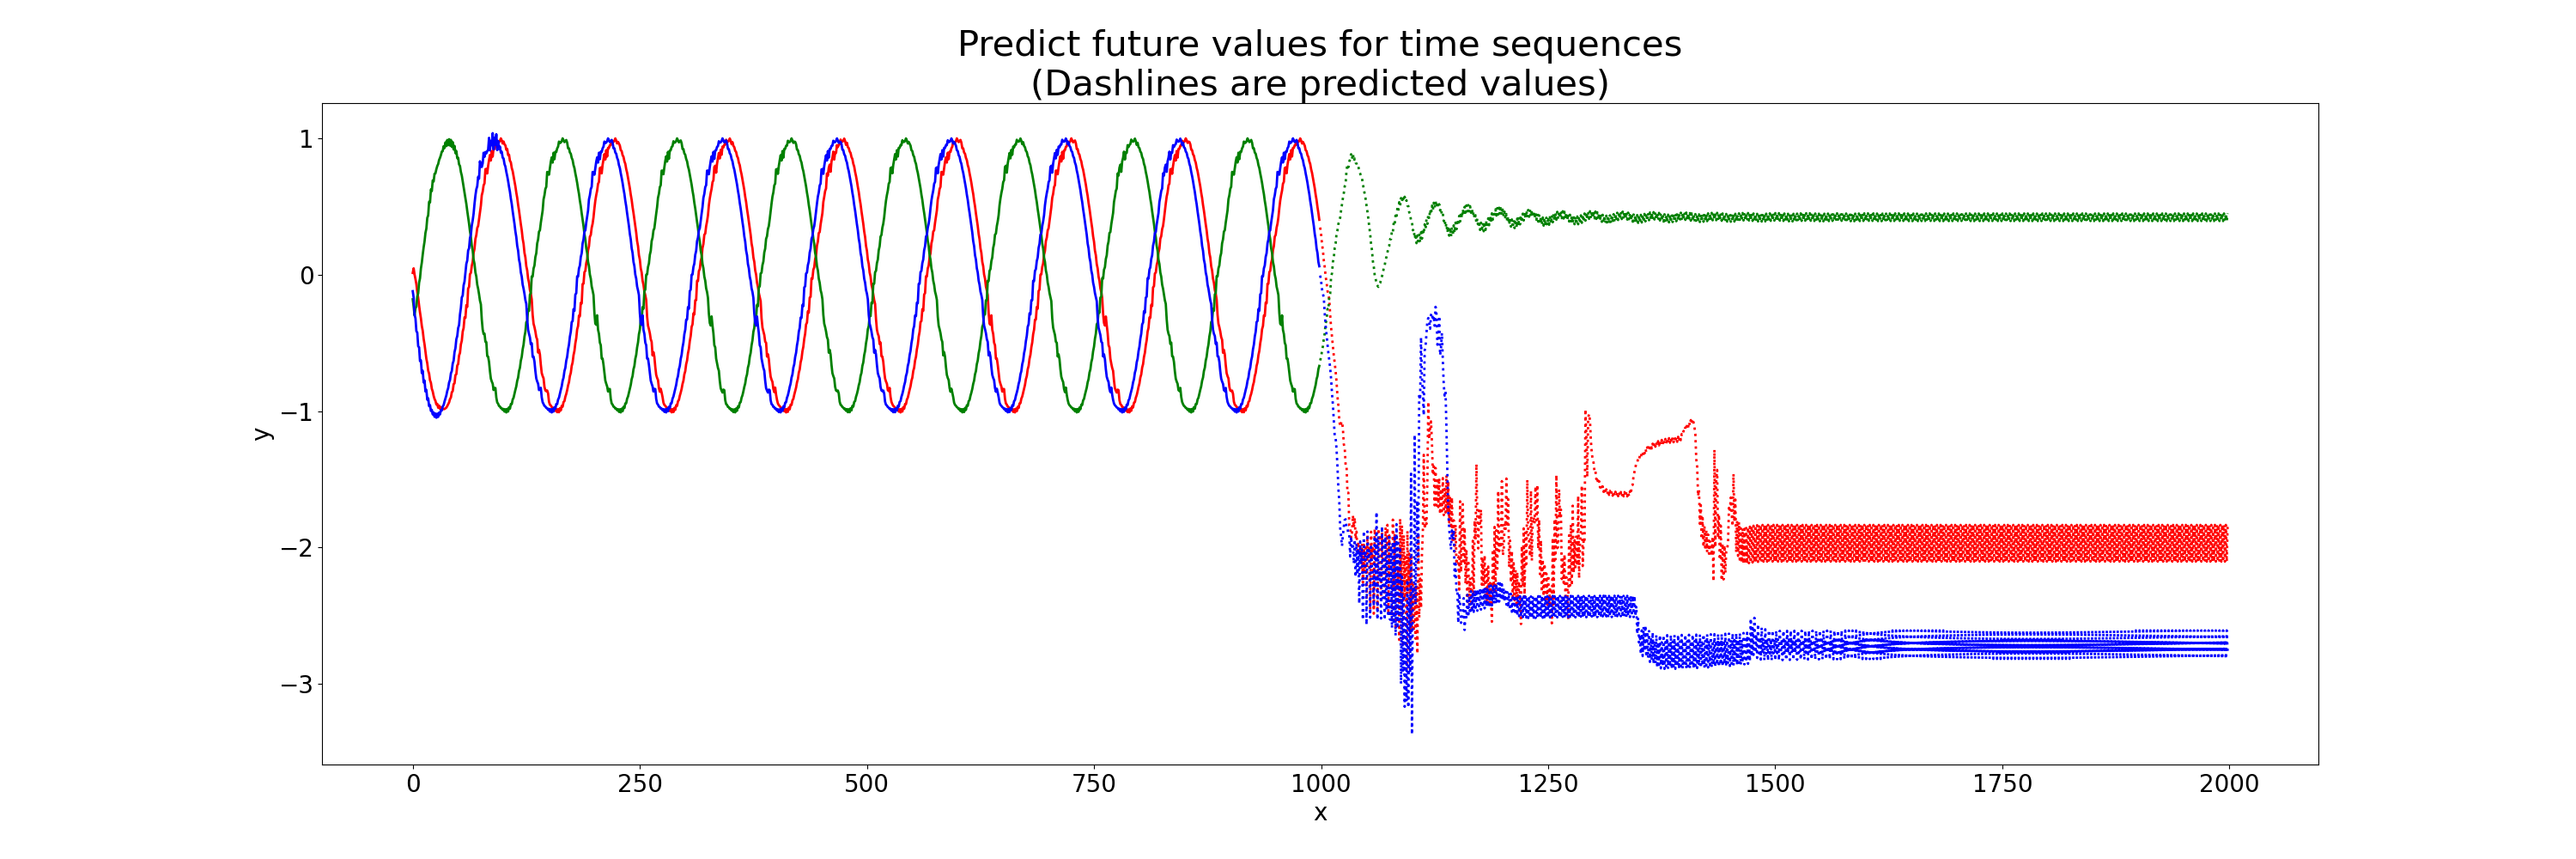 Predict future values for time sequences
(Dashlines are predicted values)
1
0
−1
−2
−3
y
0 250 500 750 1000 1250 1500 1750 2000
x